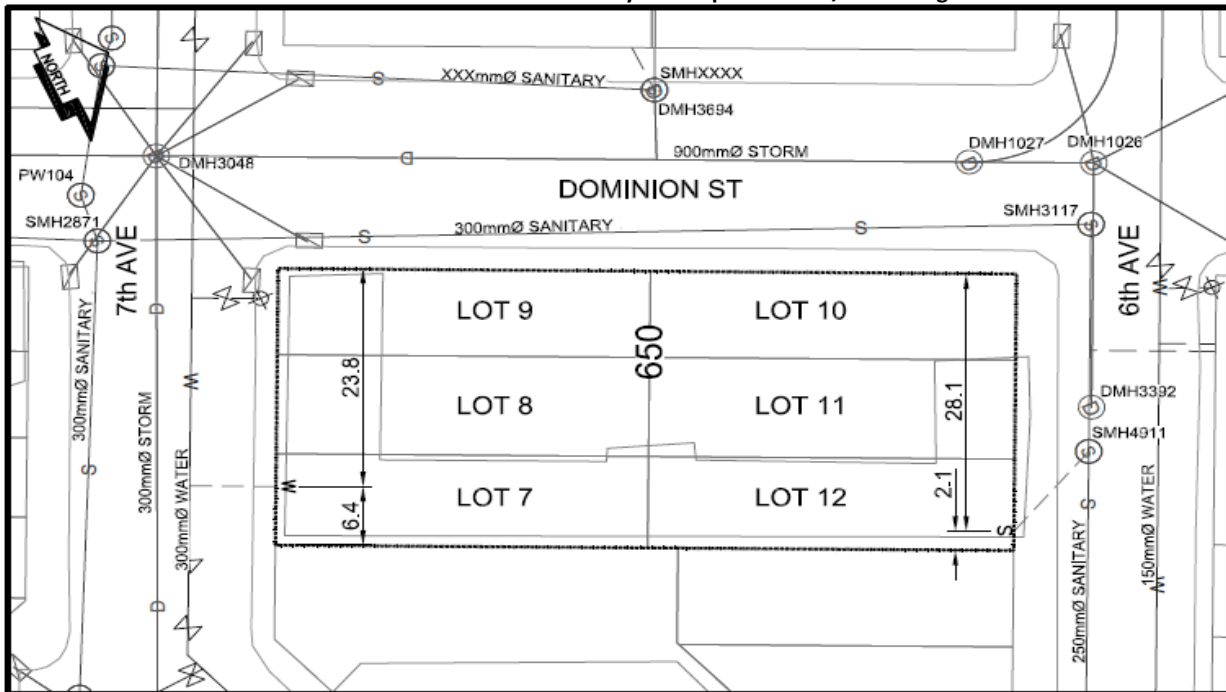 NORTH
XXXmmØ SANITARY
SMHXXXX
DMH3694
DMH3048
900mmØ STORM
DMH1027
DMH1026
PW104
DOMINION ST
SMH2871
300mmØ SANITARY
SMH3117
7th AVE
6th AVE
LOT 9
LOT 10
650
23.8
28.1
300mmØ SANITARY
LOT 8
LOT 11
DMH3392
SMH4911
300mmØ STORM
300mmØ WATER
W
6.4
LOT 7
LOT 12
2.1
S
250mmØ SANITARY
150mmØ WATER
S
S
S
S
D
D
D
W
S
W
W